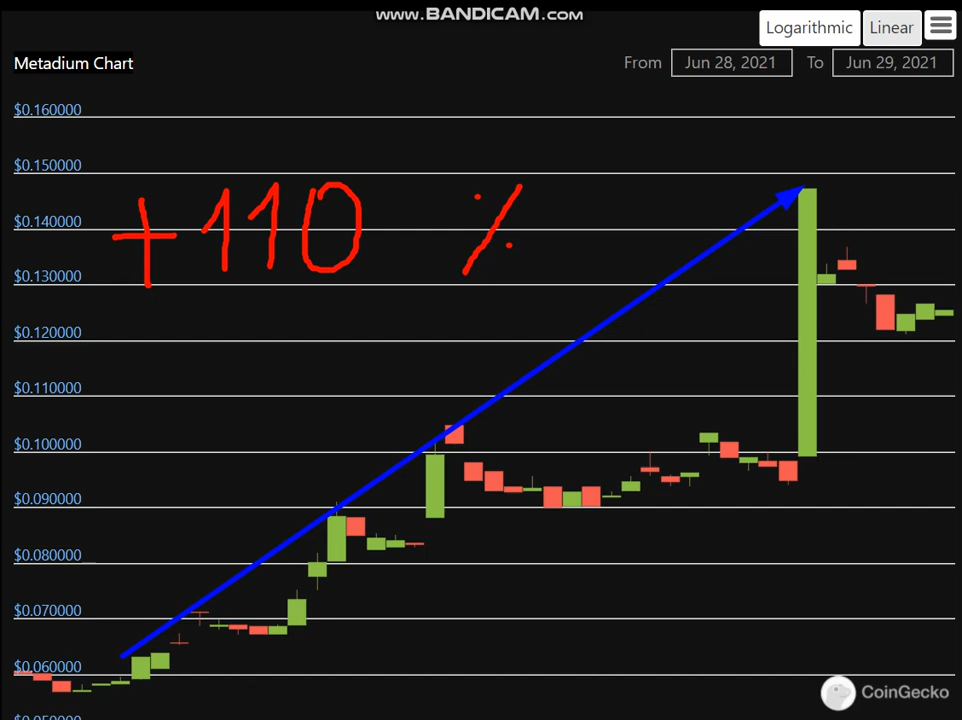 www.BANDICAM.com
Logarithmic Linear
Metadium Chart
From Jun 28, 2021 To Jun 29, 2021
$0.160000
$0.150000
+110 %
$0.140000
$0.130000
$0.120000
$0.110000
$0.100000
$0.090000
$0.080000
$0.070000
$0.060000
CoinGecko
$0.050000